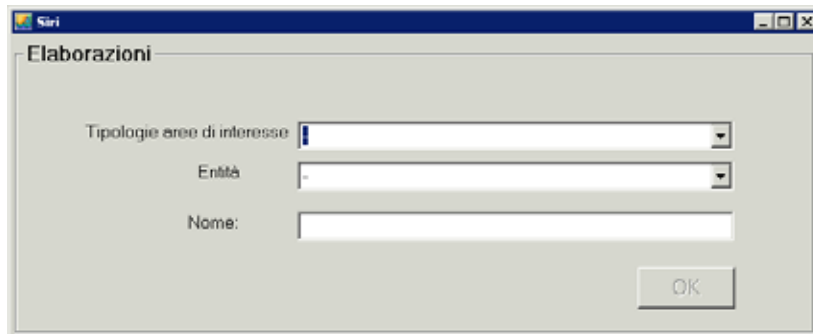 Siri
Elaborazioni
Tipologie aree di interesse -
Entità -
Nome:
OK